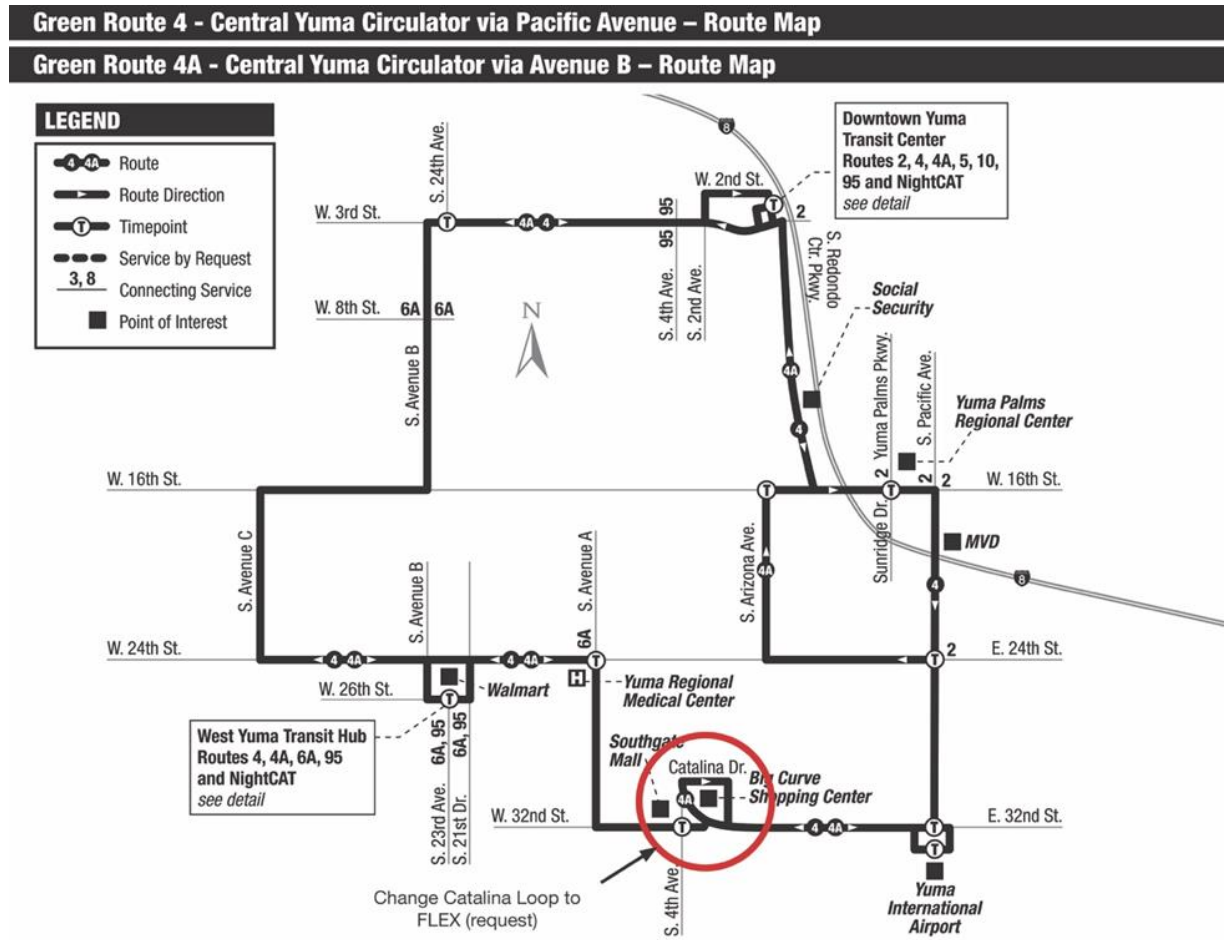 Green Route 4 - Central Yuma Circulator via Pacific Avenue – Route Map
Green Route 4A - Central Yuma Circulator via Avenue B – Route Map
LEGEND
4 4A Route
Route Direction
T Timepoint
Service by Request
3, 8 Connecting Service
Point of Interest
S. 24th Ave.
8
Downtown Yuma
Transit Center
Routes 2, 4, 4A, 5, 10,
95 and NightCAT
see detail
W. 2nd St.
T
W. 3rd St.
T
4A 4
95
95
2
S. 4th Ave.
S. 2nd Ave.
S. Redondo
Ctr. Pkwy.
W. 8th St.
6A 6A
N
S. Avenue B
4A
Social
Security
4
Yuma Palms Pkwy.
S. Pacific Ave.
Yuma Palms
Regional Center
W. 16th St.
T
2
T
2
2
W. 16th St.
Sunridge Dr.
MVD
S. Avenue C
S. Avenue B
S. Avenue A
S. Arizona Ave.
4A
4
8
W. 24th St.
4 4A
4 4A
6A
T
T
2
E. 24th St.
W. 26th St.
T
Walmart
H
Yuma Regional
Medical Center
West Yuma Transit Hub
Routes 4, 4A, 6A, 95
and NightCAT
see detail
6A, 95
6A, 95
S. 23rd Ave.
S. 21st Dr.
Southgate
Mall
Catalina Dr.
4A
Big Curve
Shopping Center
W. 32nd St.
T
4 4A
T
E. 32nd St.
T
S. 4th Ave.
Yuma
International
Airport
Change Catalina Loop to
FLEX (request)